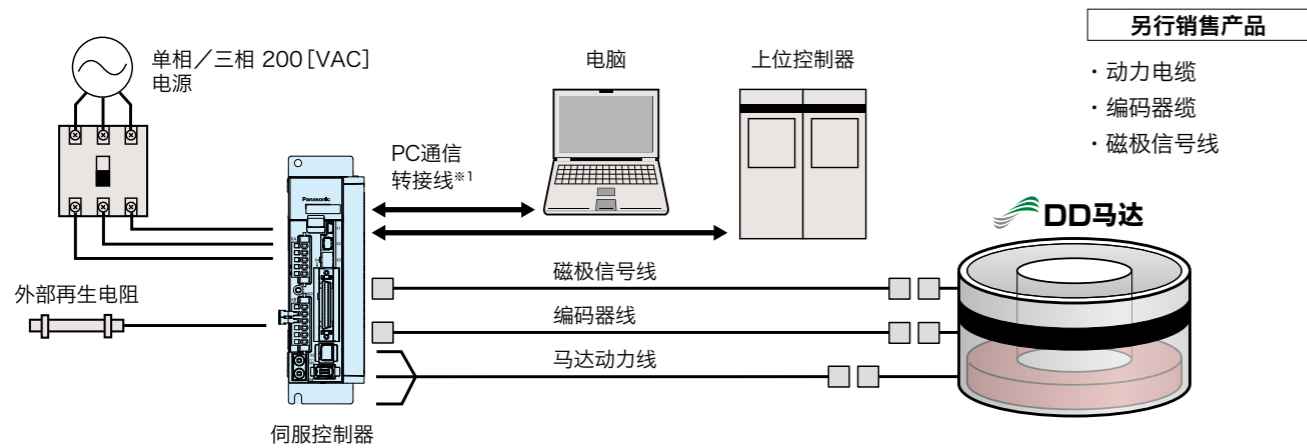 另行销售产品
・动力电缆
・编码器缆
・磁极信号线
单相／三相 200［VAC］
电源
电脑
上位控制器
PC通信
转接线※1
Panasonic
DD马达
外部再生电阻
磁极信号线
编码器线
马达动力线
伺服控制器